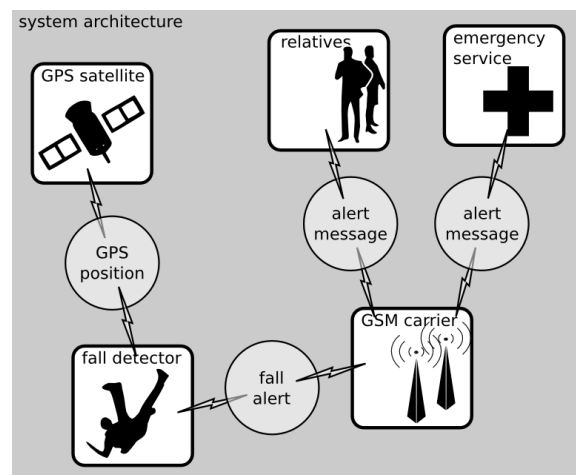 system architecture
GPS satellite
relatives
emergency
service
alert
message
alert
message
GPS
position
GSM carrier
fall detector
fall
alert